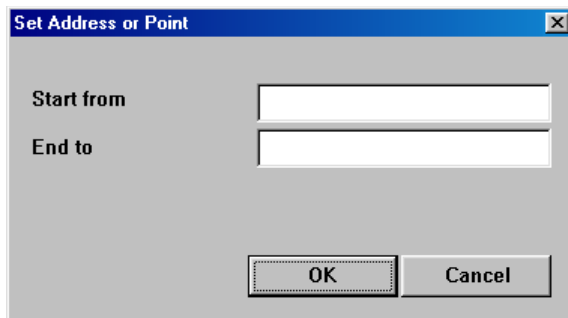 Set Address or Point
Start from
End to
OK Cancel